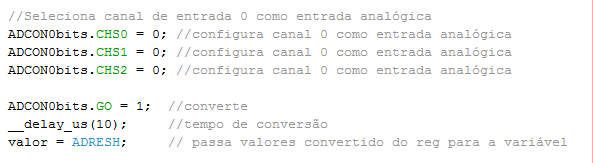 //Seleciona canal de entrada 0 como entrada analógica
ADCON0bits.CHS0 = 0; //configura canal 0 como entrada analógica
ADCON0bits.CHS1 = 0; //configura canal 0 como entrada analógica
ADCON0bits.CHS2 = 0; //configura canal 0 como entrada analógica
ADCON0bits.GO = 1;  //converte
__delay_us(10);     //tempo de conversão
valor = ADRESH;     // passa valores convertido do reg para a variável